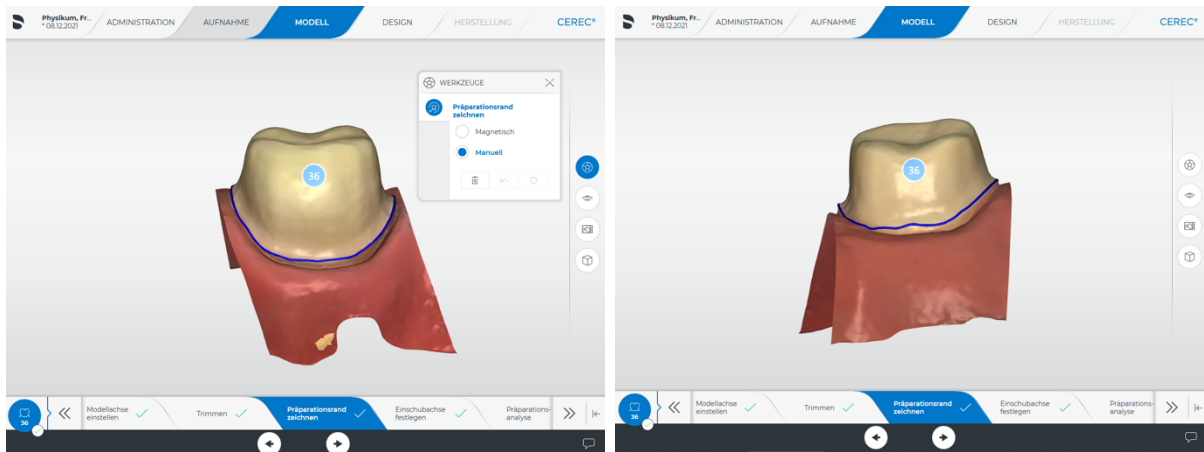 Physikum, Fr..
* 08.12.2021
ADMINISTRATION
AUFNAHME
MODELL
DESIGN
HERSTELLUNG
CEREC®
WERKZEUGE
Präparationsrand
zeichnen
Magnetisch
Manuell
36
36
Modellachse
einstellen
Trimmen
Präparationsrand
zeichnen
Einschubachse
festlegen
Präparations-
analyse
Physikum, Fr..
* 08.12.2021
ADMINISTRATION
AUFNAHME
MODELL
DESIGN
HERSTELLUNG
CEREC®
36
36
Modellachse
einstellen
Trimmen
Präparationsrand
zeichnen
Einschubachse
festlegen
Präparations-
analyse